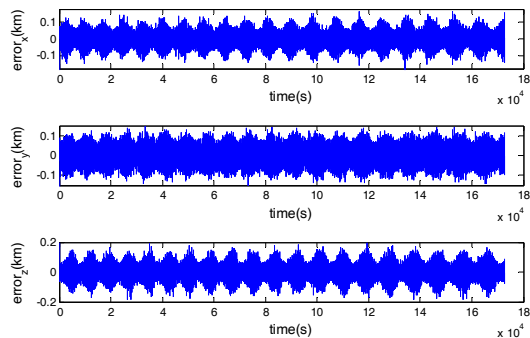 error_x(km)
0.1
0
-0.1
0 2 4 6 8 10 12 14 16 18
time(s)
x 10^4
error_y(km)
0.1
0
-0.1
0 2 4 6 8 10 12 14 16 18
time(s)
x 10^4
error_z(km)
0.2
0
-0.2
0 2 4 6 8 10 12 14 16 18
time(s)
x 10^4